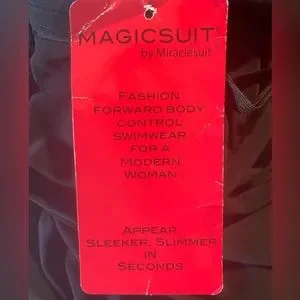 MAGICSUIT
by Miraclesuit
FASHION
FORWARD BODY
CONTROL
SWIMWEAR
FOR A
MODERN
WOMAN
APPEAR
SLEEKER, SLIMMER
IN
SECONDS